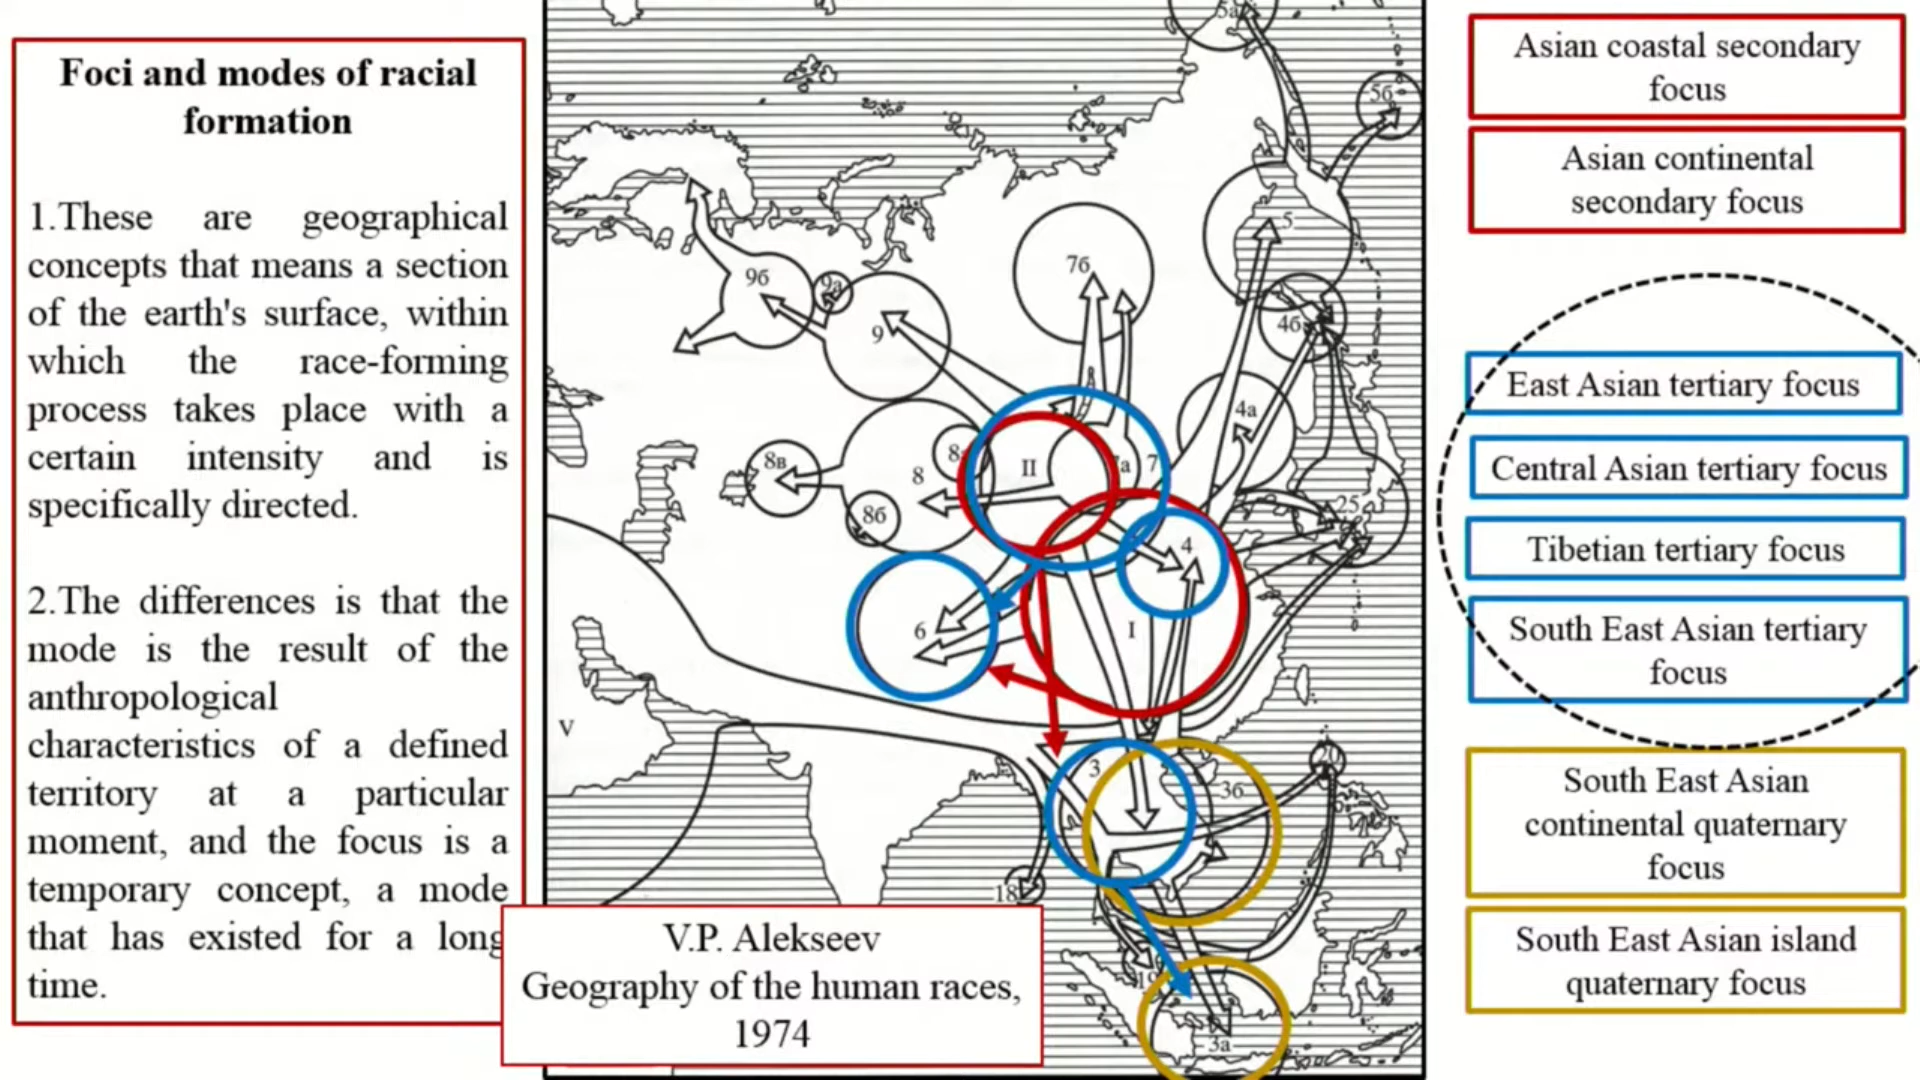 Foci and modes of racial
formation
1.These are geographical
concepts that means a section
of the earth's surface, within
which the race-forming
process takes place with a
certain intensity and is
specifically directed.
2.The differences is that the
mode is the result of the
anthropological
characteristics of a defined
territory at a particular
moment, and the focus is a
temporary concept, a mode
that has existed for a long
time.
5а
5б
5
7б
9б
9а
9
4б
4а
8
8в
8б
II
7
25
4
6
I
V
3
3б
20
18
19
3а
V.P. Alekseev
Geography of the human races,
1974
Asian coastal secondary
focus
Asian continental
secondary focus
East Asian tertiary focus
Central Asian tertiary focus
Tibetian tertiary focus
South East Asian tertiary
focus
South East Asian
continental quaternary
focus
South East Asian island
quaternary focus